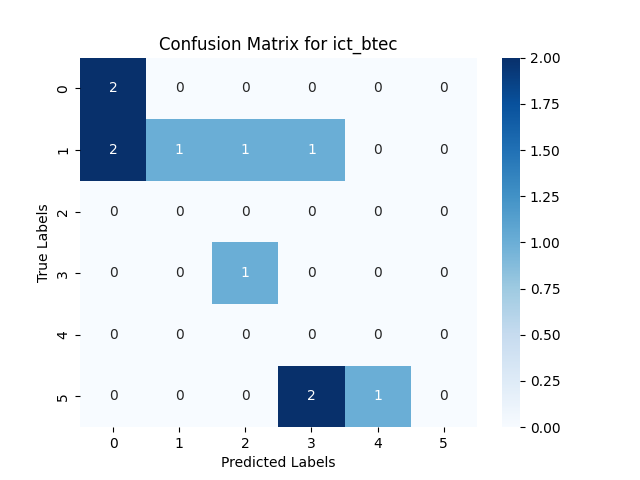 Confusion Matrix for ict_btec
True Labels
0 2 0 0 0 0 0
1 2 1 1 1 0 0
2 0 0 0 0 0 0
3 0 0 1 0 0 0
4 0 0 0 0 0 0
5 0 0 0 2 1 0
0 1 2 3 4 5
Predicted Labels
2.00
1.75
1.50
1.25
1.00
0.75
0.50
0.25
0.00